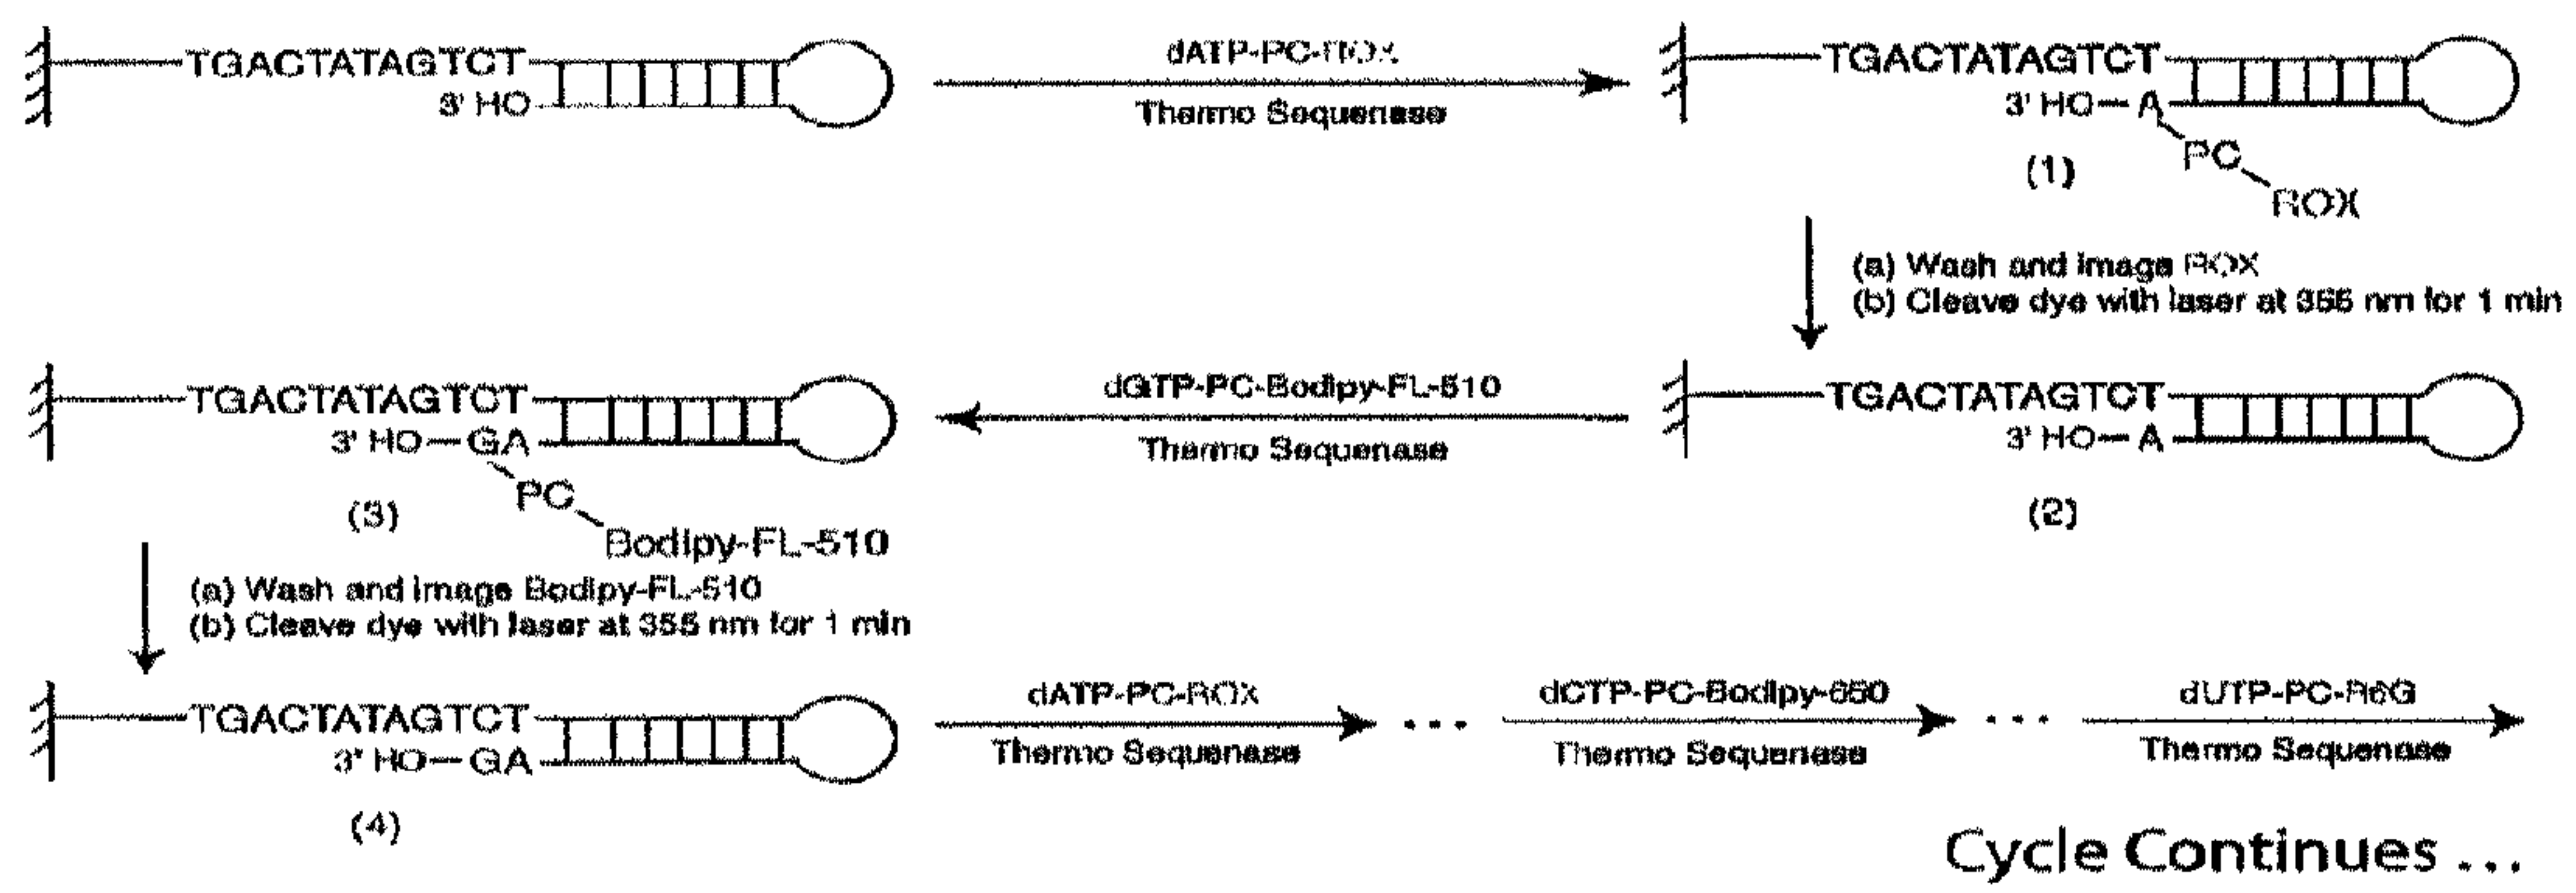 TGACTATAGTCT
3' HO
dATP-PC-ROX
Thermo Sequenase
TGACTATAGTCT
3' HO—A
PC
ROX
(1)
(a) Wash and image ROX
(b) Cleave dye with laser at 355 nm for 1 min
TGACTATAGTCT
3' HO—A
(2)
dGTP-PC-Bodipy-FL-510
Thermo Sequenase
TGACTATAGTCT
3' HO—GA
PC
Bodipy-FL-510
(3)
(a) Wash and image Bodipy-FL-510
(b) Cleave dye with laser at 355 nm for 1 min
TGACTATAGTCT
3' HO—GA
(4)
dATP-PC-ROX
Thermo Sequenase
...
dCTP-PC-Bodipy-650
Thermo Sequenase
...
dUTP-PC-R6G
Thermo Sequenase
Cycle Continues ...